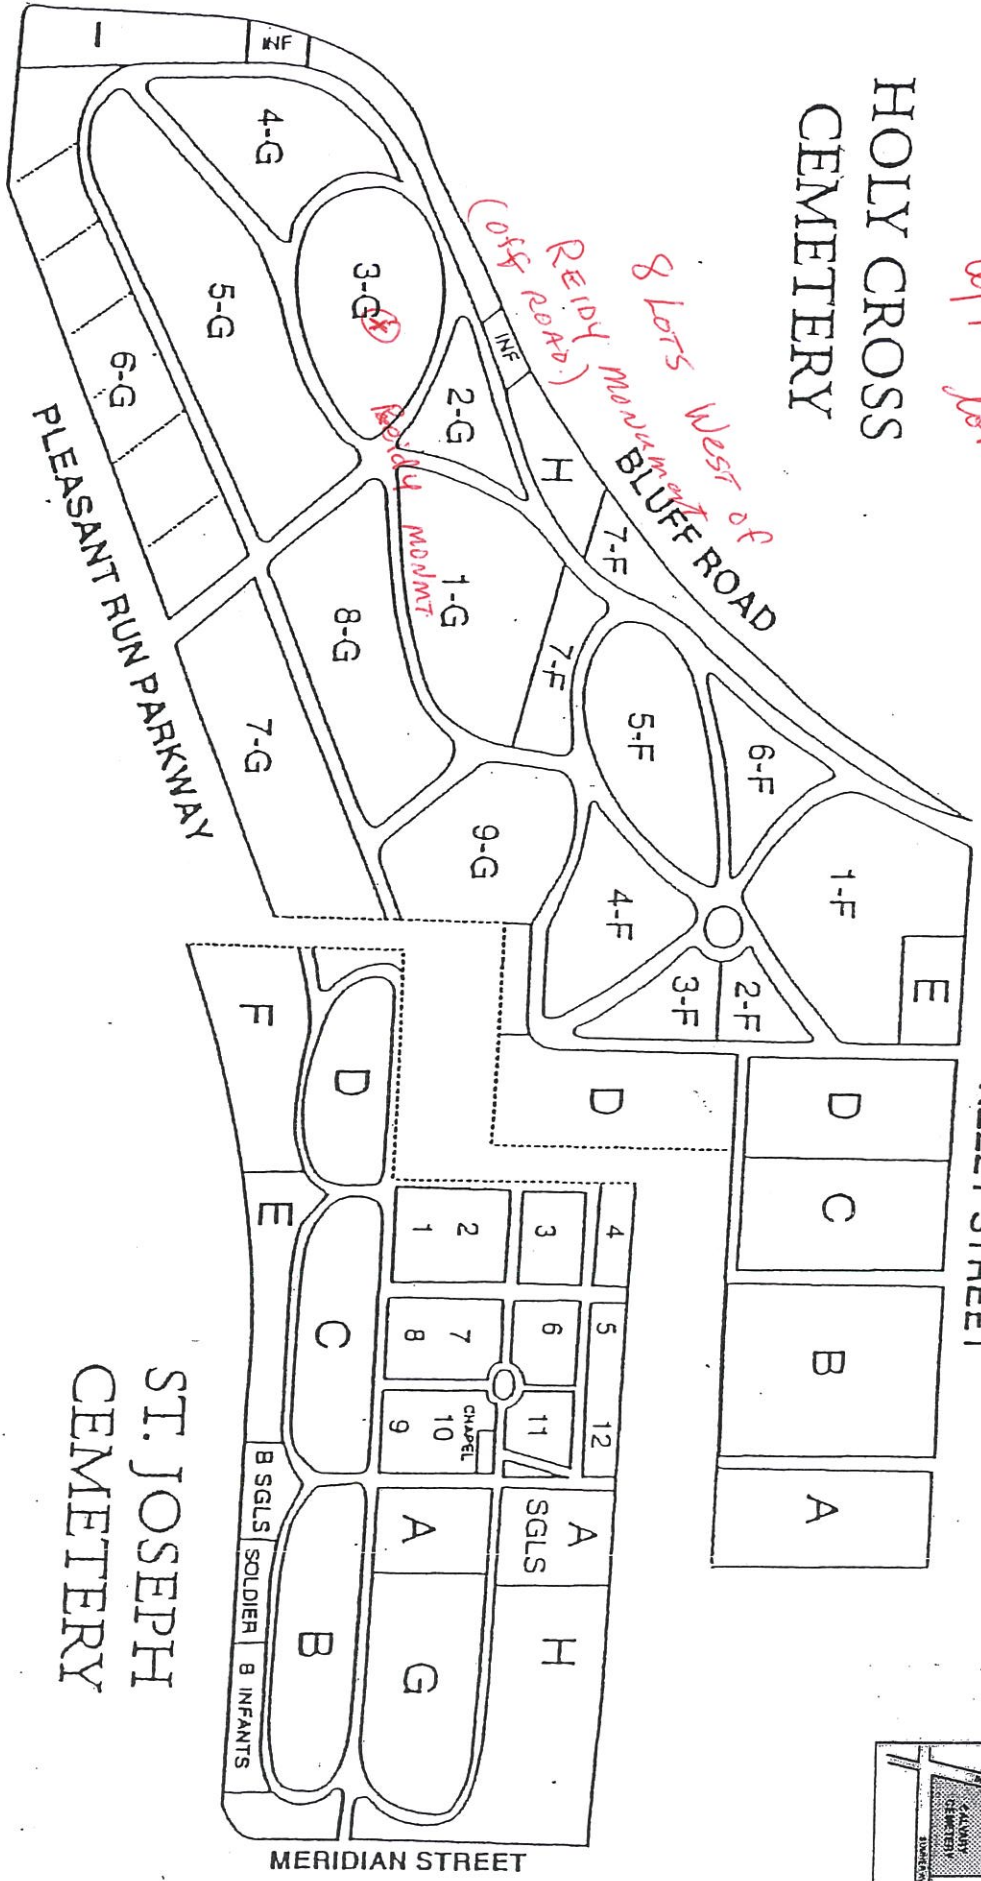 HOLY CROSS
CEMETERY
8 LOTS West of
REIDY monument
(off ROAD.)
BLUFF ROAD
I
INF
4-G
3-G
5-G
6-G
INF
2-G
H
7-F
Reidy MONMT
1-G
7-F
8-G
7-G
PLEASANT RUN PARKWAY
5-F
6-F
9-G
4-F
1-F
3-F
2-F
E
D
D
C
B
A
STREET
F
D
E
C
1
2
3
4
8
7
6
5
9
10
CHAPEL
11
12
B SGLS
SOLDIER
B INFANTS
B
A
G
A
SGLS
H
ST. JOSEPH
CEMETERY
MERIDIAN STREET
CALVARY
CEMETERY